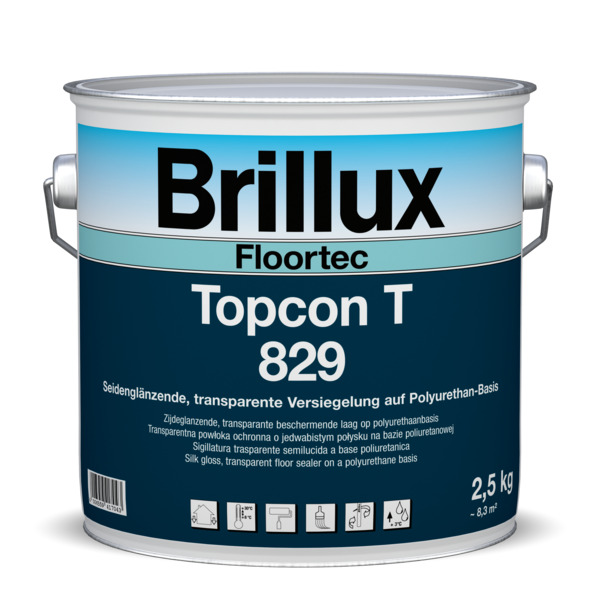 Brillux
Floortec
Topcon T
829
Seidenglänzende, transparente Versiegelung auf Polyurethan-Basis
Zijdeglanzende, transparante beschermende laag op polyurethaanbasis
Transparentna powłoka ochronna o jedwabistym połysku na bazie poliuretanowej
Sigillatura trasparente semilucida a base poliuretanica
Silk gloss, transparent floor sealer on a polyurethane basis
2,5 kg
~ 8,3 m²